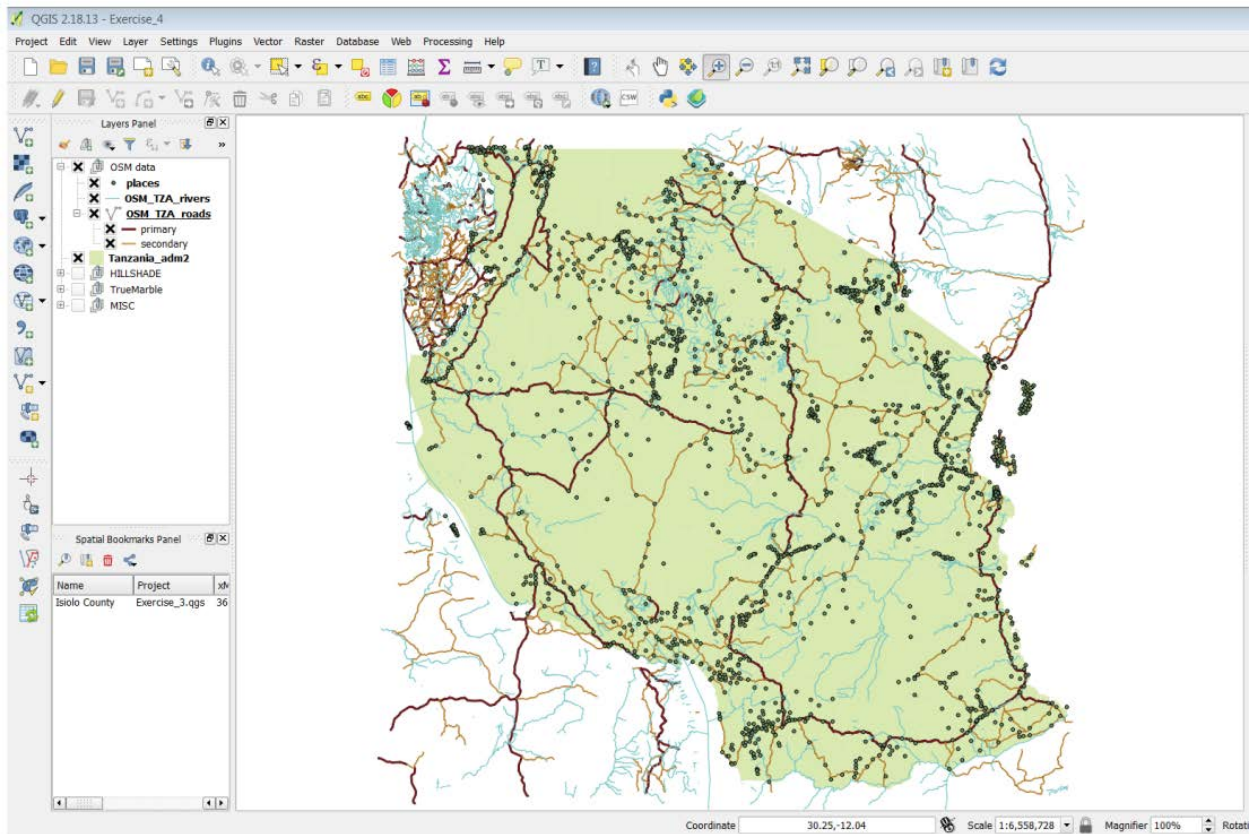 QGIS 2.18.13 - Exercise_4
Project Edit View Layer Settings Plugins Vector Raster Database Web Processing Help
Layers Panel
OSM data
places
OSM_TZA_rivers
OSM_TZA_roads
primary
secondary
Tanzania_adm2
HILLSHADE
TrueMarble
MISC
Spatial Bookmarks Panel
Name Project
Isiolo County Exercise_3.qgs 36
Coordinate 30.25,-12.04 Scale 1:6,558,728 Magnifier 100% Rotati